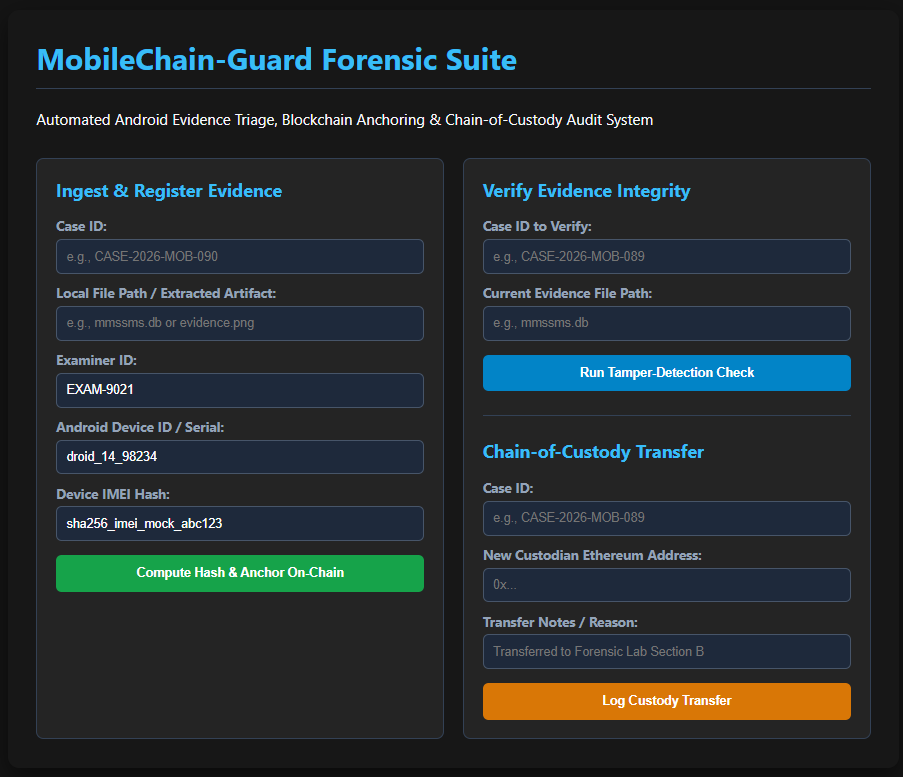 MobileChain-Guard Forensic Suite
Automated Android Evidence Triage, Blockchain Anchoring & Chain-of-Custody Audit System
Ingest & Register Evidence
Case ID:
e.g., CASE-2026-MOB-090
Local File Path / Extracted Artifact:
e.g., mmssms.db or evidence.png
Examiner ID:
EXAM-9021
Android Device ID / Serial:
droid_14_98234
Device IMEI Hash:
sha256_imei_mock_abc123
Compute Hash & Anchor On-Chain
Verify Evidence Integrity
Case ID to Verify:
e.g., CASE-2026-MOB-089
Current Evidence File Path:
e.g., mmssms.db
Run Tamper-Detection Check
Chain-of-Custody Transfer
Case ID:
e.g., CASE-2026-MOB-089
New Custodian Ethereum Address:
0x...
Transfer Notes / Reason:
Transferred to Forensic Lab Section B
Log Custody Transfer